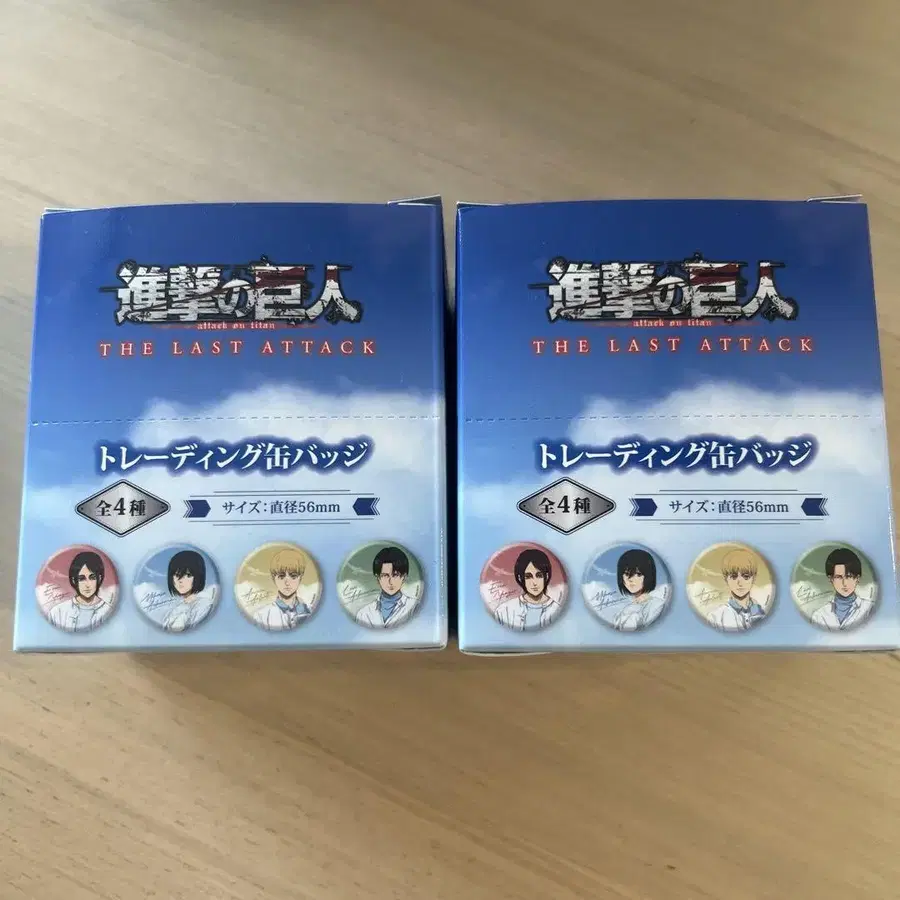 進撃の巨人
attack on titan
THE LAST ATTACK
トレーディング缶バッジ
全4種
サイズ：直径56mm
進撃の巨人
attack on titan
THE LAST ATTACK
トレーディング缶バッジ
全4種
サイズ：直径56mm